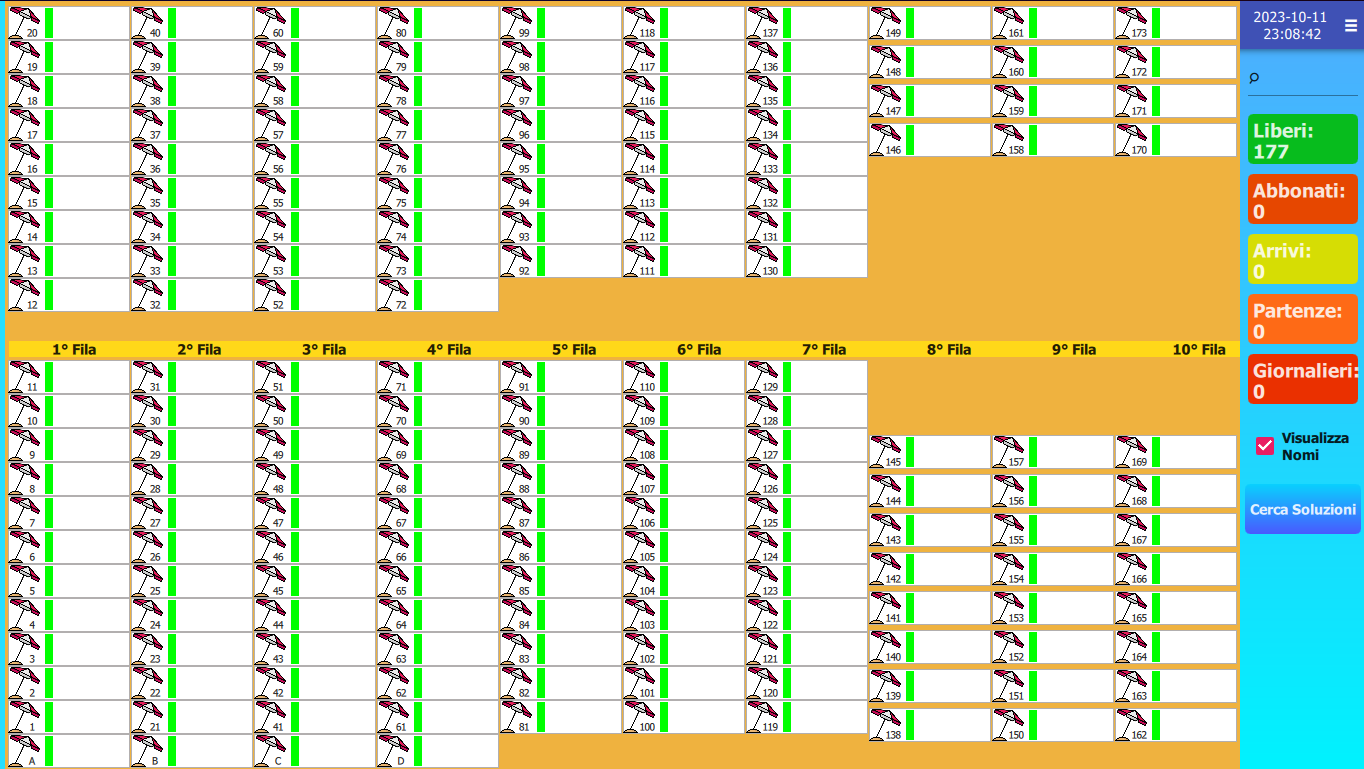 20 40 60 80 99 118 137 149 161 173
19 39 59 79 98 117 136 148 160 172
18 38 58 78 97 116 135 147 159 171
17 37 57 77 96 115 134 146 158 170
16 36 56 76 95 114 133
15 35 55 75 94 113 132
14 34 54 74 93 112 131
13 33 53 73 92 111 130
12 32 52 72
1° Fila 2° Fila 3° Fila 4° Fila 5° Fila 6° Fila 7° Fila 8° Fila 9° Fila 10° Fila
11 31 51 71 91 110 129
10 30 50 70 90 109 128
9 29 49 69 89 108 127 145 157 169
8 28 48 68 88 107 126 144 156 168
7 27 47 67 87 106 125 143 155 167
6 26 46 66 86 105 124 142 154 166
5 25 45 65 85 104 123 141 153 165
4 24 44 64 84 103 122 140 152 164
3 23 43 63 83 102 121 139 151 163
2 22 42 62 82 101 120 138 150 162
1 21 41 61 81 100 119
A B C D
2023-10-11
23:08:42
Liberi:
177
Abbonati:
0
Arrivi:
0
Partenze:
0
Giornalieri:
0
Visualizza
Nomi
Cerca Soluzioni